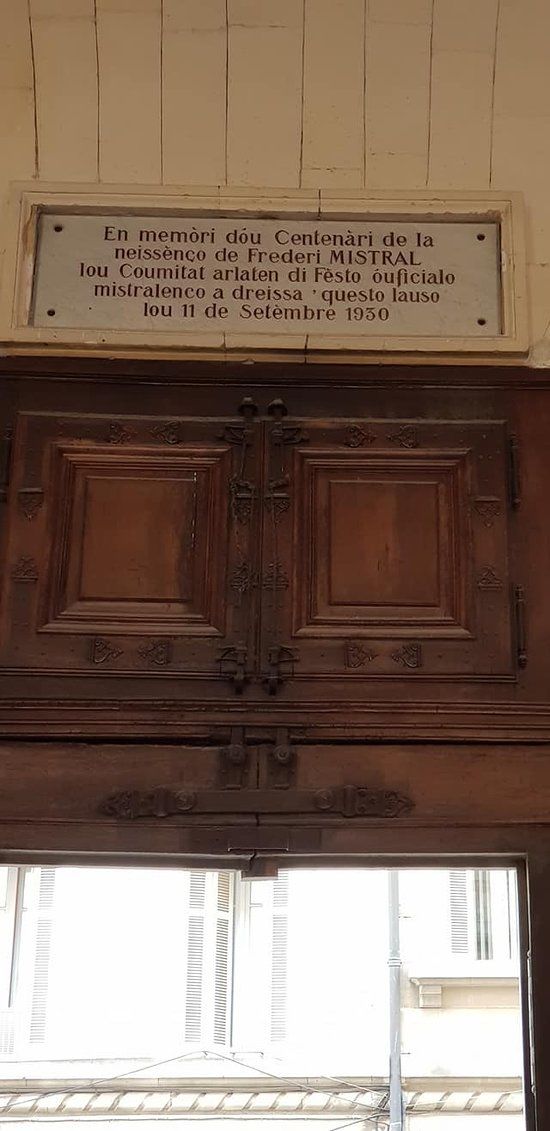 En memòri dóu Centenàri de la
neissènço de Frederi MISTRAL
lou Coumitat arlaten di Fèsto óuficialo
mistralenco a dreissa 'questo lauso
lou 11 de Setèmbre 1930